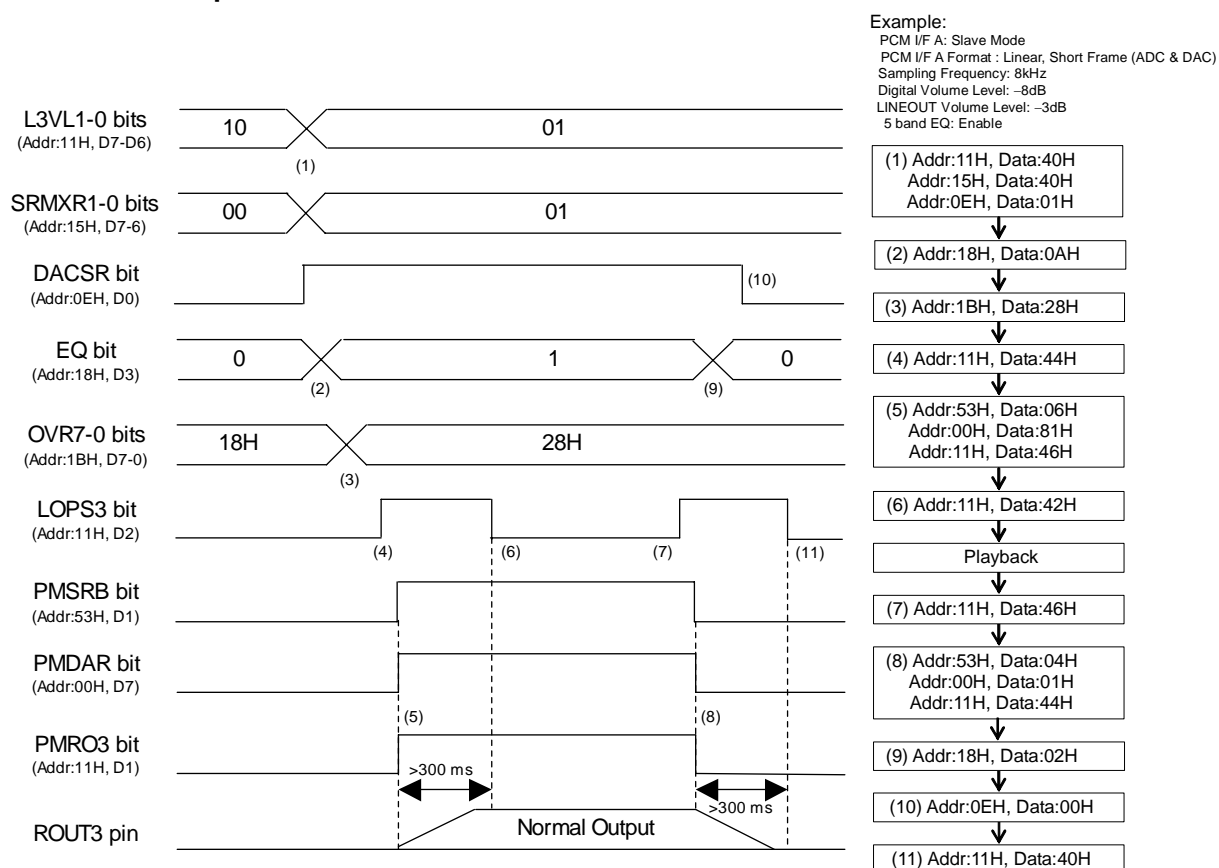 Example:
PCM I/F A: Slave Mode
PCM I/F A Format : Linear, Short Frame (ADC & DAC)
Sampling Frequency: 8kHz
Digital Volume Level: −8dB
LINEOUT Volume Level: −3dB
5 band EQ: Enable
L3VL1-0 bits
(Addr:11H, D7-D6)
10
01
(1)
SRMXR1-0 bits
(Addr:15H, D7-6)
00
01
DACSR bit
(Addr:0EH, D0)
(10)
EQ bit
(Addr:18H, D3)
0
1
0
(2)
(9)
OVR7-0 bits
(Addr:1BH, D7-0)
18H
28H
(3)
LOPS3 bit
(Addr:11H, D2)
(4)
(6)
(7)
(11)
PMSRB bit
(Addr:53H, D1)
PMDAR bit
(Addr:00H, D7)
(5)
(8)
PMRO3 bit
(Addr:11H, D1)
>300 ms
>300 ms
ROUT3 pin
Normal Output
(1) Addr:11H, Data:40H
Addr:15H, Data:40H
Addr:0EH, Data:01H
(2) Addr:18H, Data:0AH
(3) Addr:1BH, Data:28H
(4) Addr:11H, Data:44H
(5) Addr:53H, Data:06H
Addr:00H, Data:81H
Addr:11H, Data:46H
(6) Addr:11H, Data:42H
Playback
(7) Addr:11H, Data:46H
(8) Addr:53H, Data:04H
Addr:00H, Data:01H
Addr:11H, Data:44H
(9) Addr:18H, Data:02H
(10) Addr:0EH, Data:00H
(11) Addr:11H, Data:40H